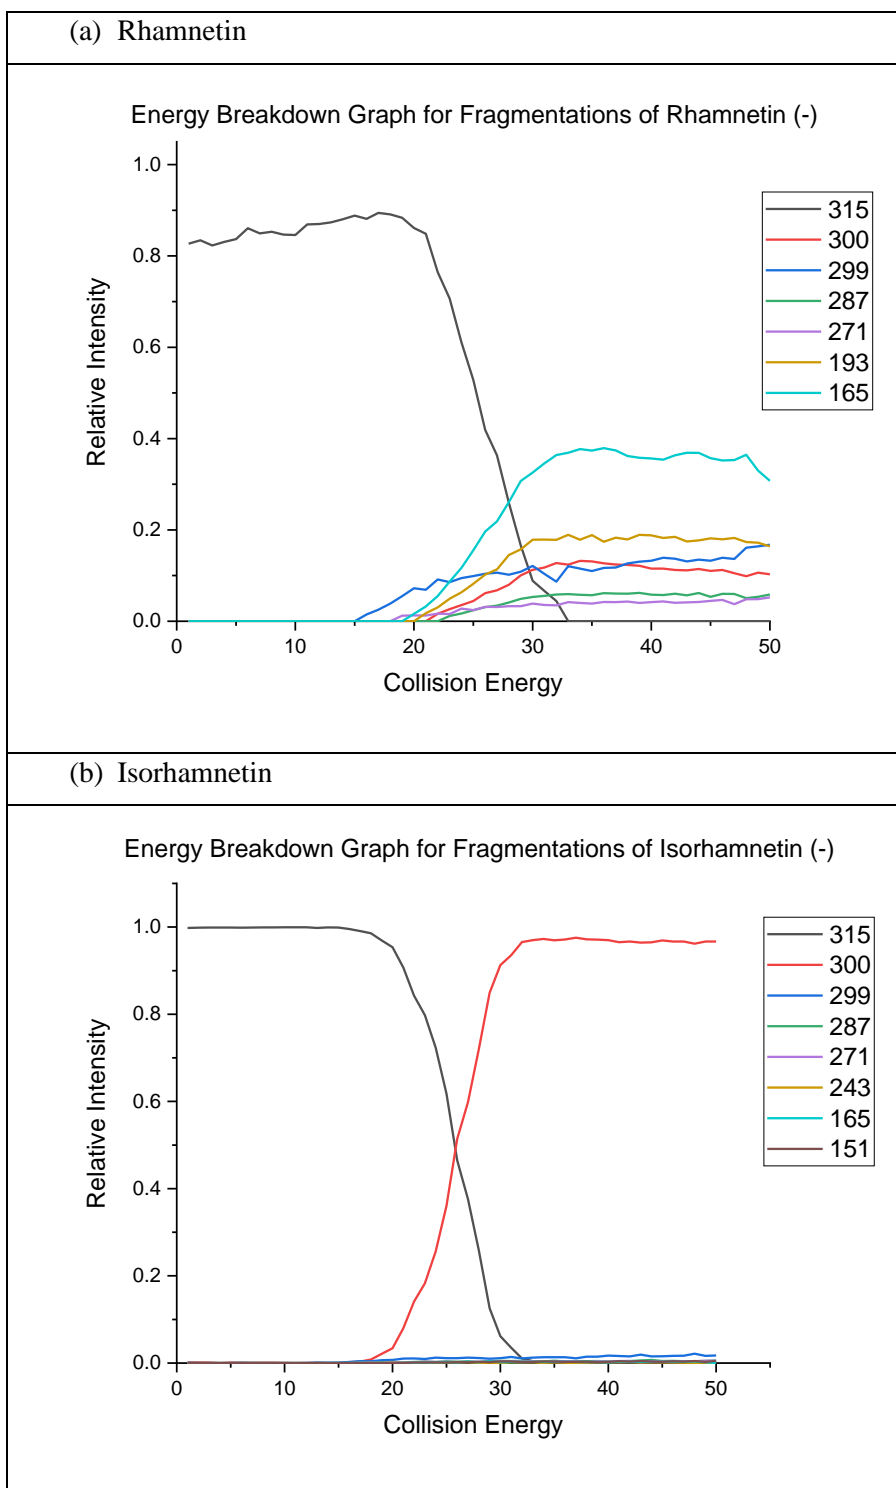 (a) Rhamnetin
Energy Breakdown Graph for Fragmentations of Rhamnetin (-)
1.0
0.8
0.6
0.4
0.2
0.0
Relative Intensity
0 10 20 30 40 50
Collision Energy
315
300
299
287
271
193
165
(b) Isorhamnetin
Energy Breakdown Graph for Fragmentations of Isorhamnetin (-)
1.0
0.8
0.6
0.4
0.2
0.0
Relative Intensity
0 10 20 30 40 50
Collision Energy
315
300
299
287
271
243
165
151